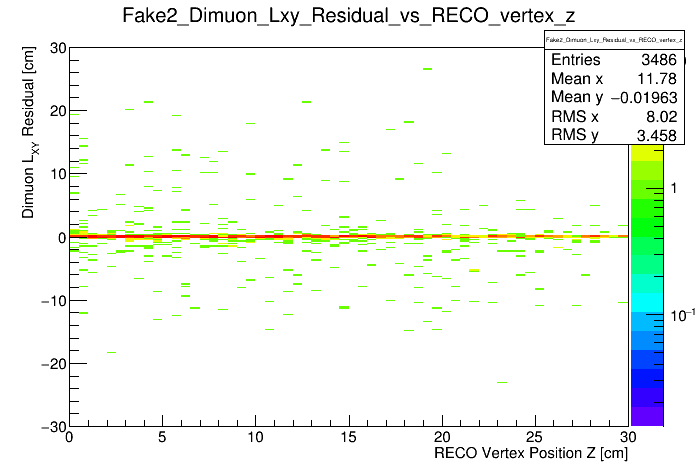 Fake2_Dimuon_Lxy_Residual_vs_RECO_vertex_z
Fake2_Dimuon_Lxy_Residual_vs_RECO_vertex_z
Entries 3486
Mean x 11.78
Mean y −0.01963
RMS x 8.02
RMS y 3.458
Dimuon LXY Residual [cm]
30
20
10
0
−10
−20
−30
0 5 10 15 20 25 30
RECO Vertex Position Z [cm]
1
10−1